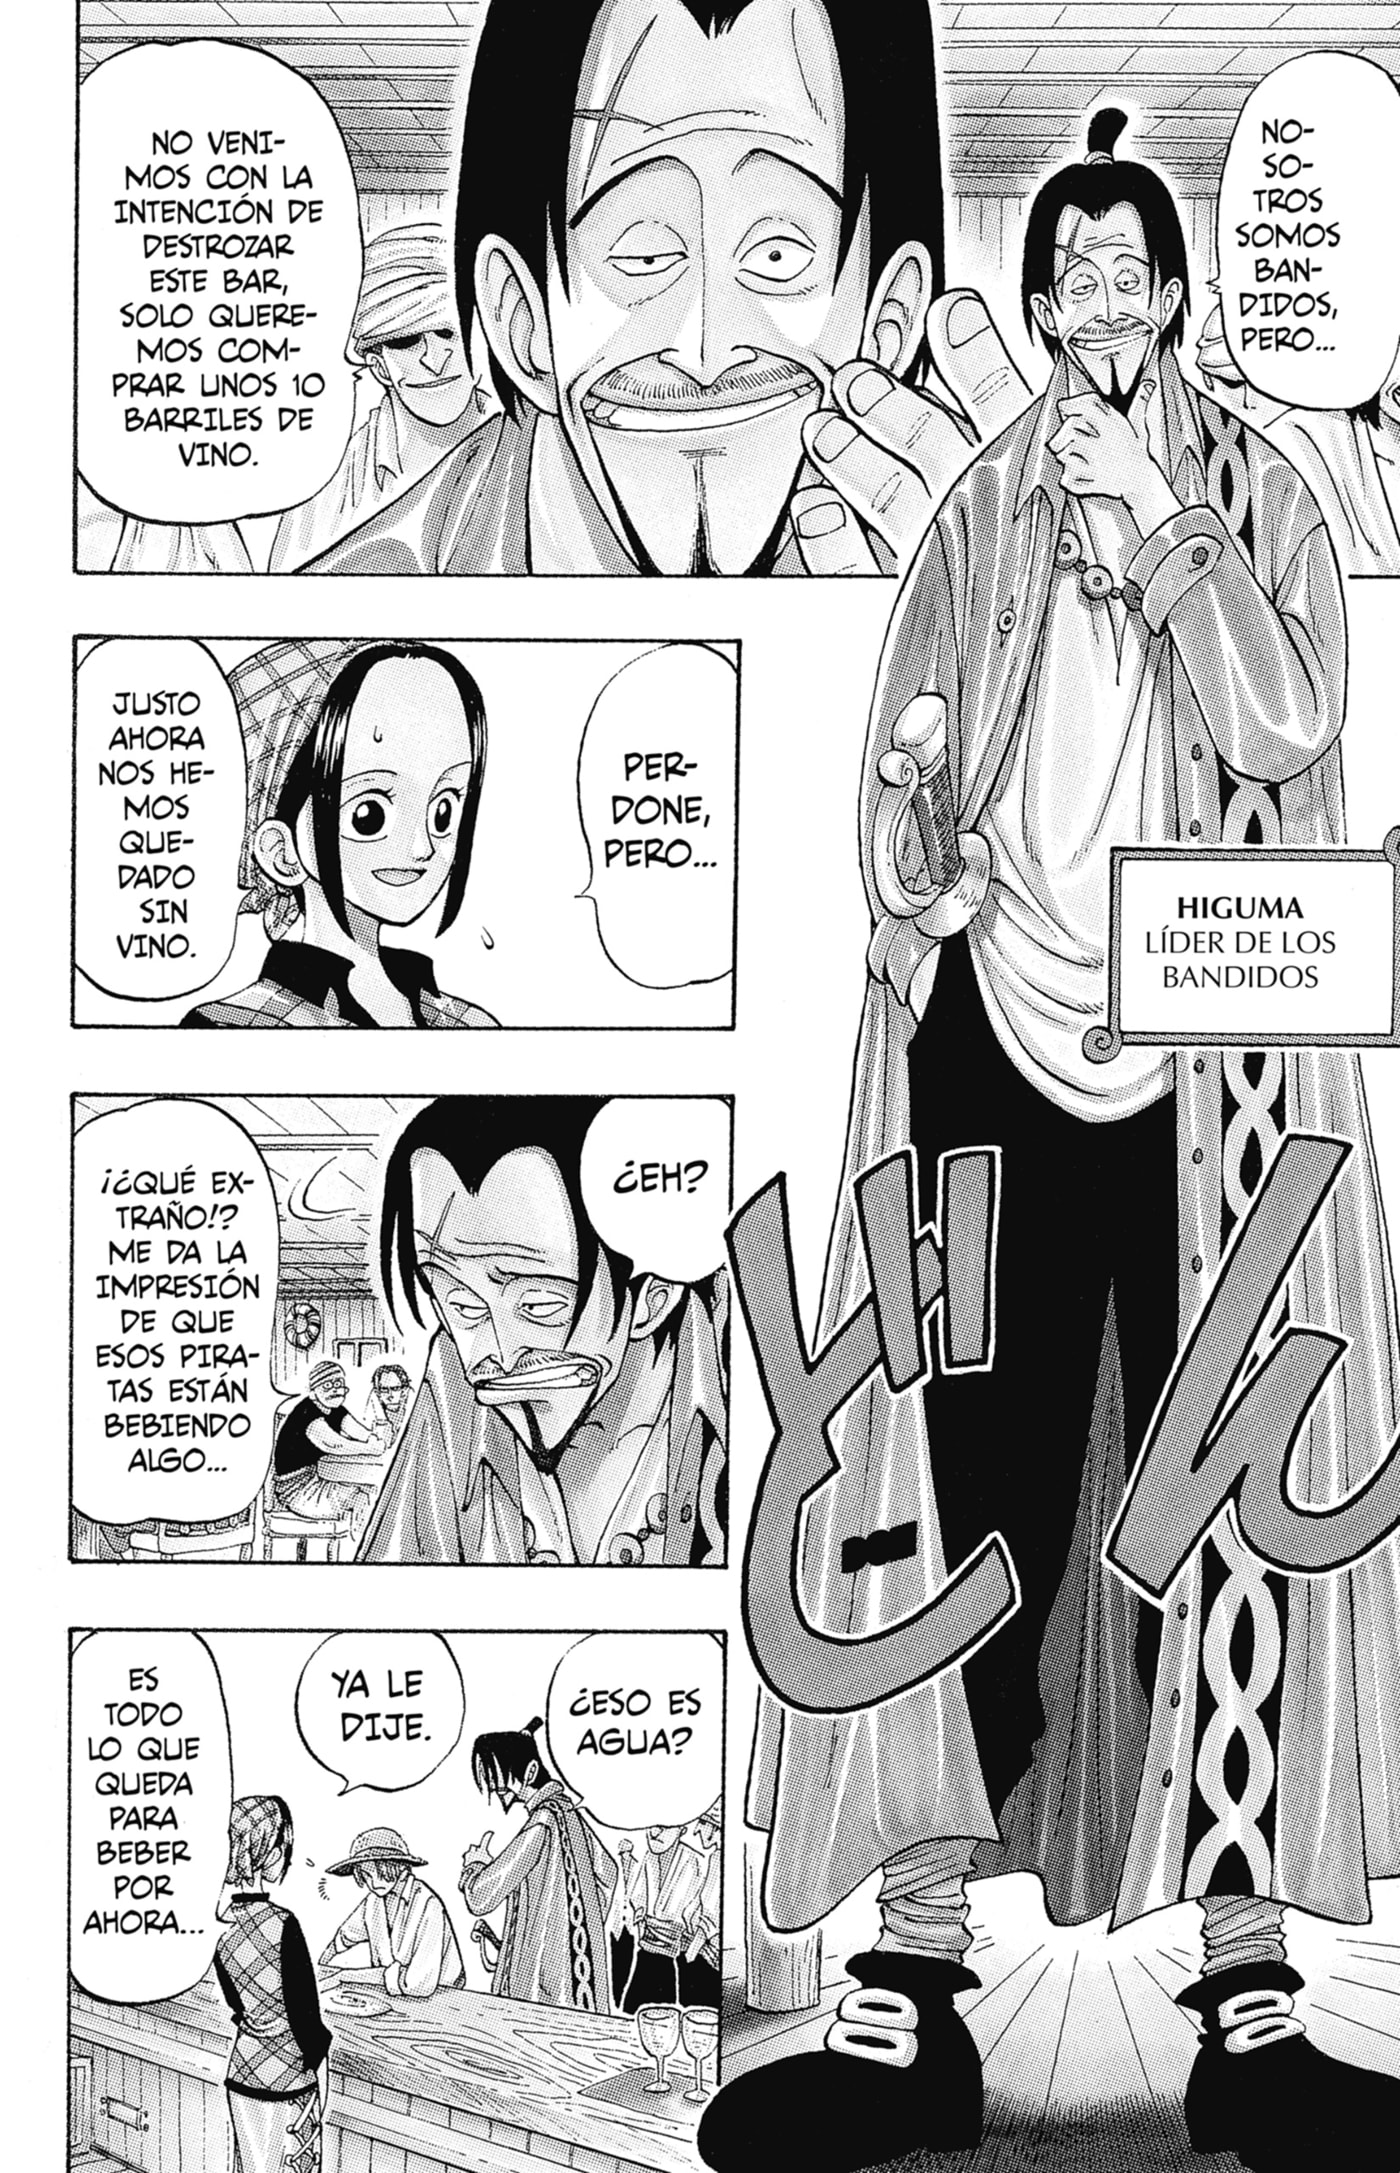 NO-
SO-
TROS
SOMOS
BAN-
DIDOS,
PERO...
NO VENI-
MOS CON LA
INTENCIÓN DE
DESTROZAR
ESTE BAR,
SOLO QUERE-
MOS COM-
PRAR UNOS 10
BARRILES DE
VINO.
HIGUMA
LÍDER DE LOS
BANDIDOS
どん
PER-
DONE,
PERO...
JUSTO
AHORA
NOS HE-
MOS
QUE-
DADO
SIN
VINO.
¿EH?
¡¿QUÉ EX-
TRAÑO!?
ME DA LA
IMPRESIÓN
DE QUE
ESOS PIRA-
TAS ESTÁN
BEBIENDO
ALGO...
¿ESO ES
AGUA?
YA LE
DIJE.
ES
TODO
LO QUE
QUEDA
PARA
BEBER
POR
AHORA...